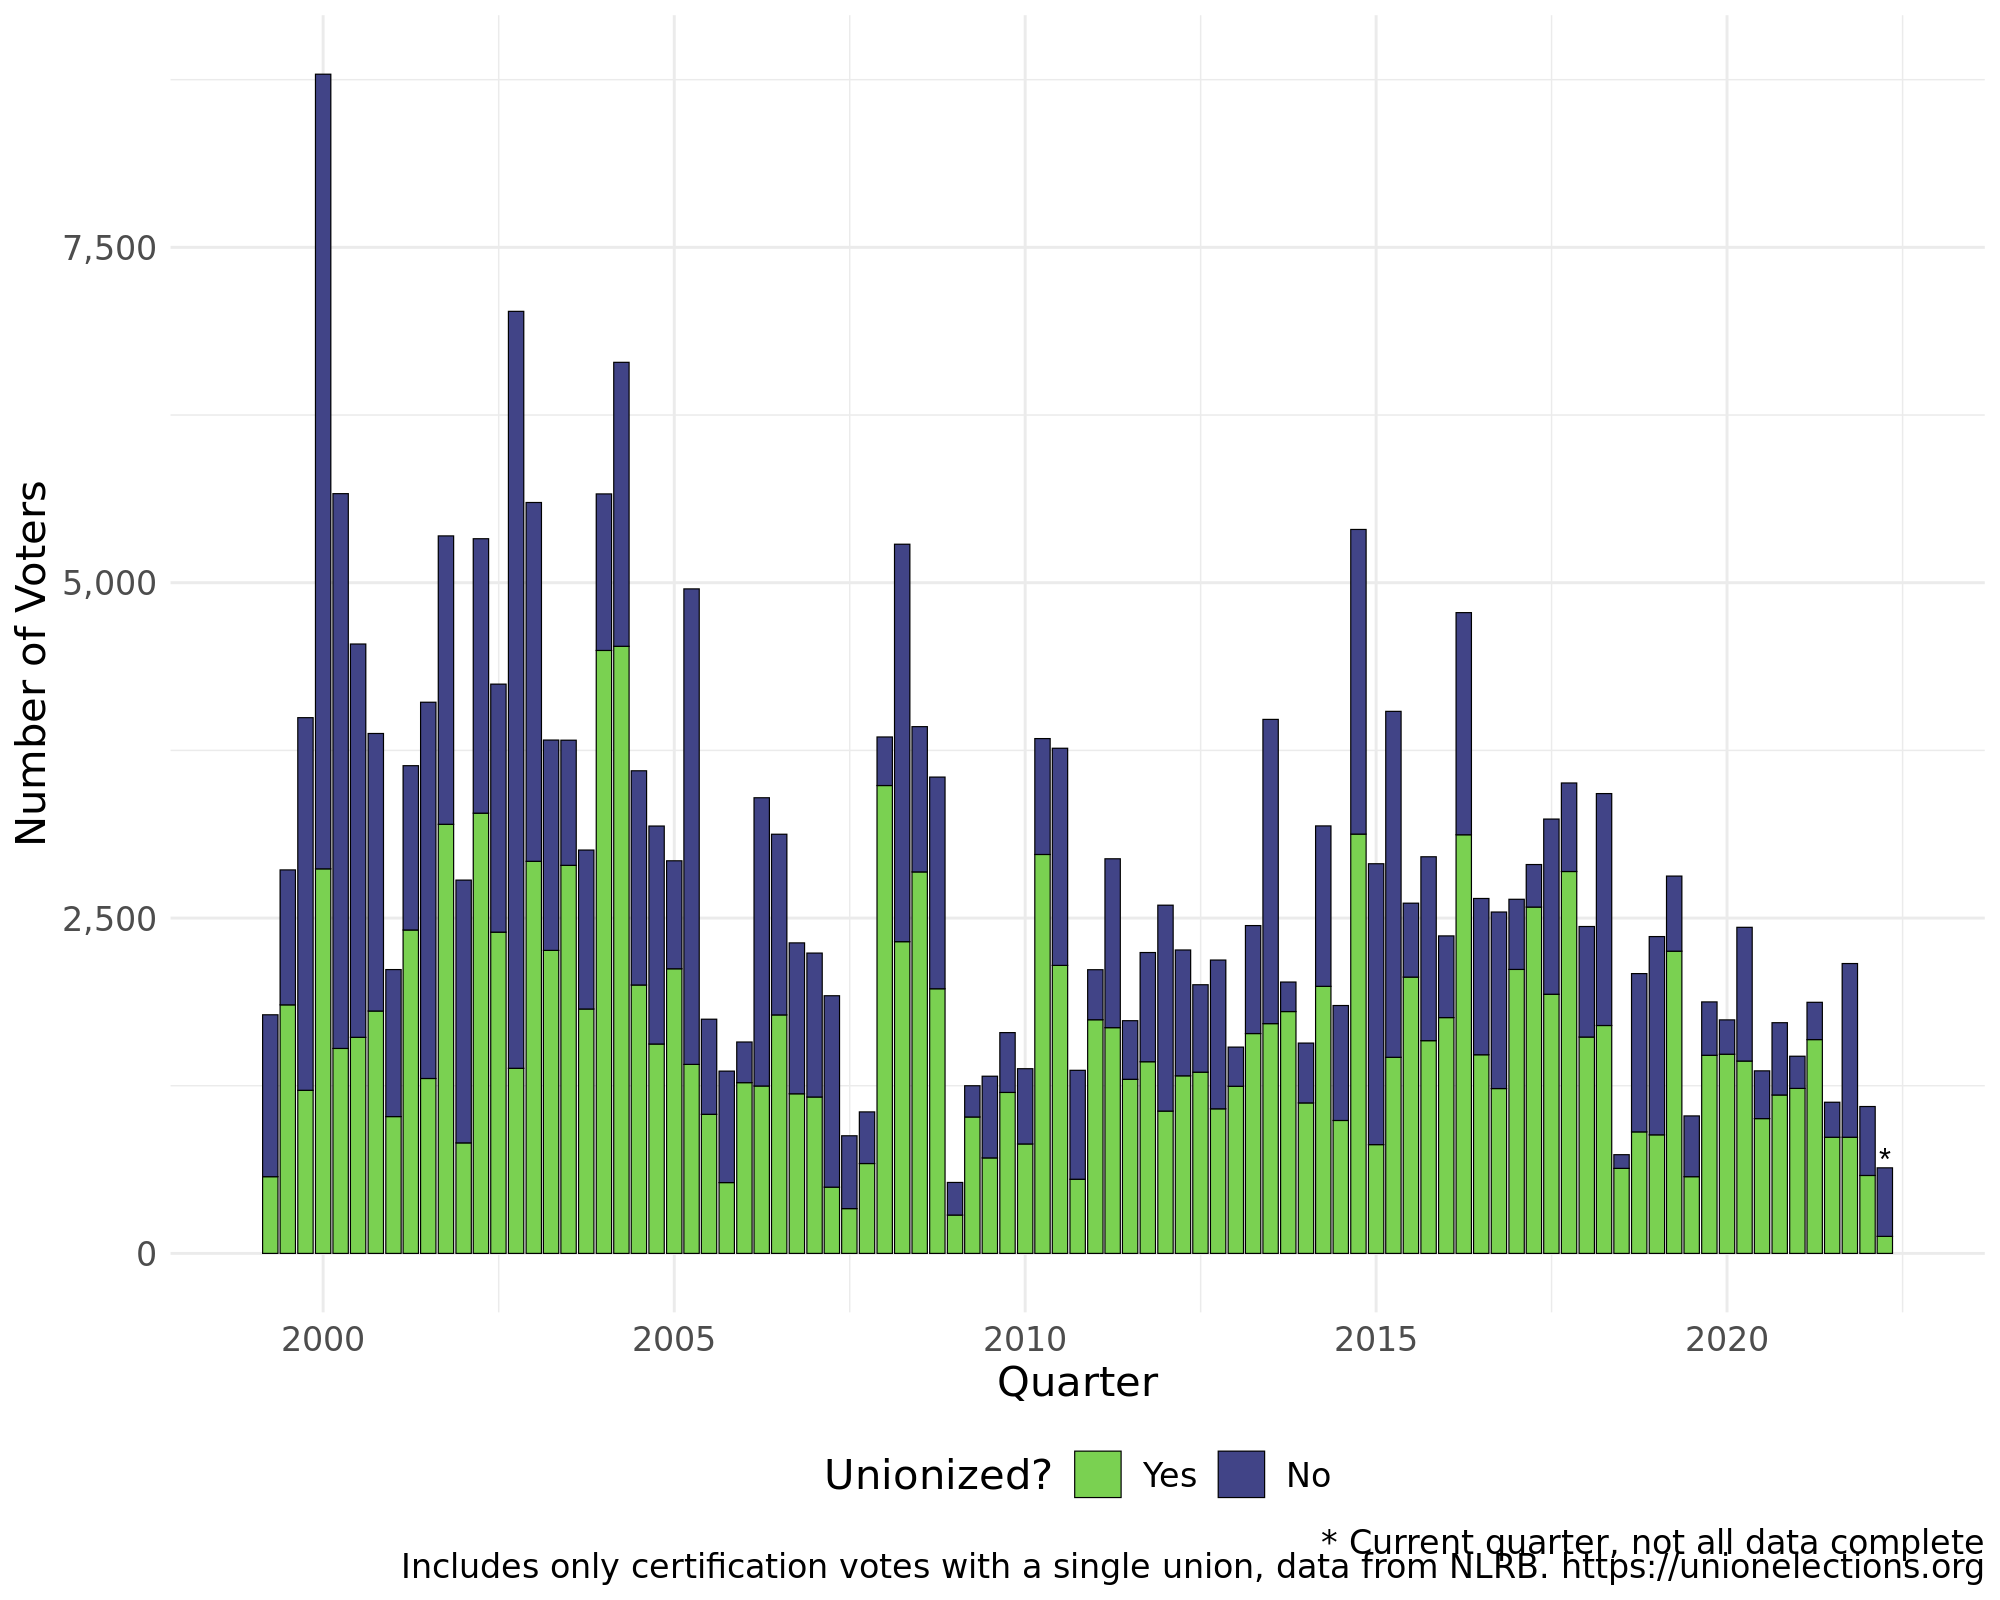 Number of Voters
7,500
5,000
2,500
0
*
2000 2005 2010 2015 2020
Quarter
Unionized? Yes No
* Current quarter, not all data complete
Includes only certification votes with a single union, data from NLRB. https://unionelections.org